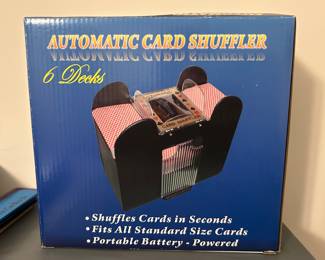 AUTOMATIC CARD SHUFFLER
6 Decks
• Shuffles Cards in Seconds
• Fits All Standard Size Cards
• Portable Battery - Powered